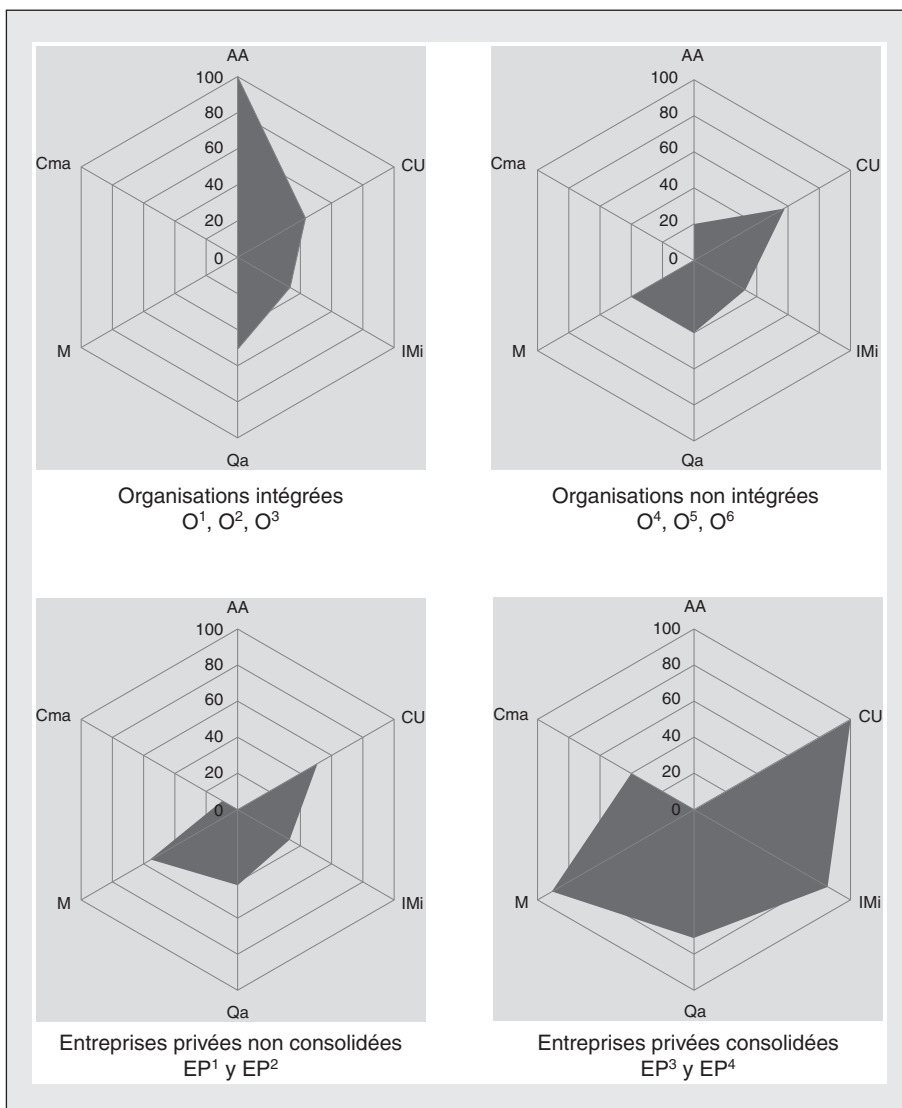 AA
100
80
60
40
20
0
Cma
CU
M
IMi
Qa
Organisations intégrées
O¹, O², O³
AA
100
80
60
40
20
0
Cma
CU
M
IMi
Qa
Organisations non intégrées
O⁴, O⁵, O⁶
AA
100
80
60
40
20
0
Cma
CU
M
IMi
Qa
Entreprises privées non consolidées
EP¹ y EP²
AA
100
80
60
40
20
0
Cma
CU
M
IMi
Qa
Entreprises privées consolidées
EP³ y EP⁴